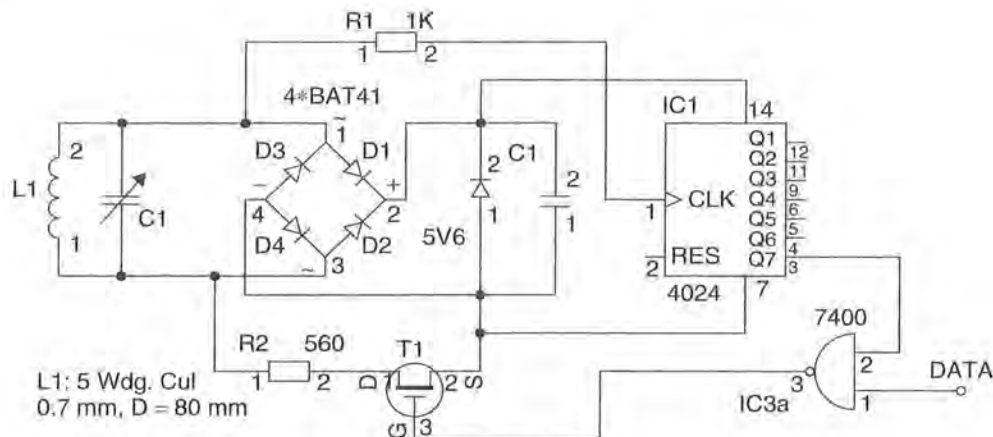 R1 1K
1 2
4*BAT41
IC1 14
1 ~
D3 D1
2
L1
1
C1
− +
4 2
D4 D2
~ 3
2
C1
2
1
5V6
1
1
CLK
RES
2
4024
7
Q1
Q2 12
Q3 11
Q4 9
Q5 6
Q6 5
Q7 4
3
7400
R2 560
1 2
T1
D 1 2 S
G 3
3
2
1
IC3a
DATA
L1: 5 Wdg. Cul
0.7 mm, D = 80 mm